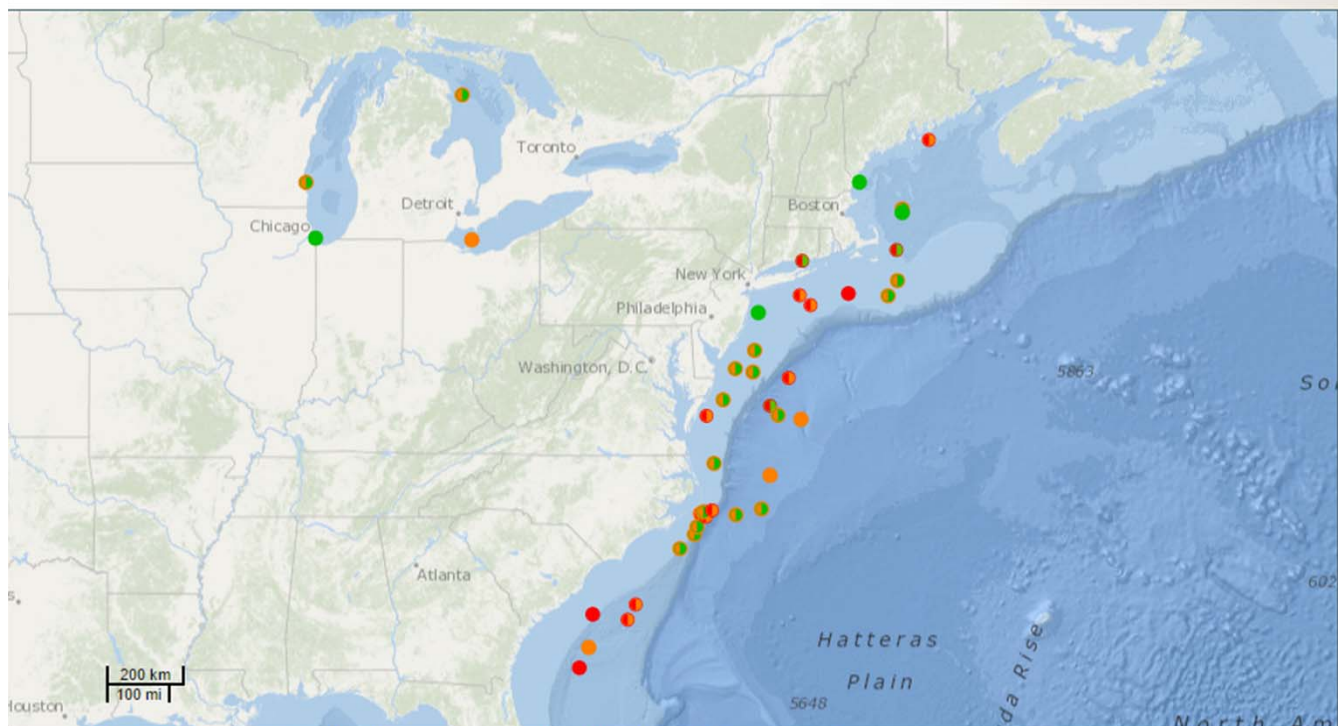 Toronto
Detroit
Boston
Chicago
New York
Philadelphia
Washington, D.C.
5863
So
Atlanta
602
s
Hatteras
Plain
da Rise
200 km
100 mi
Houston
5648
North Am